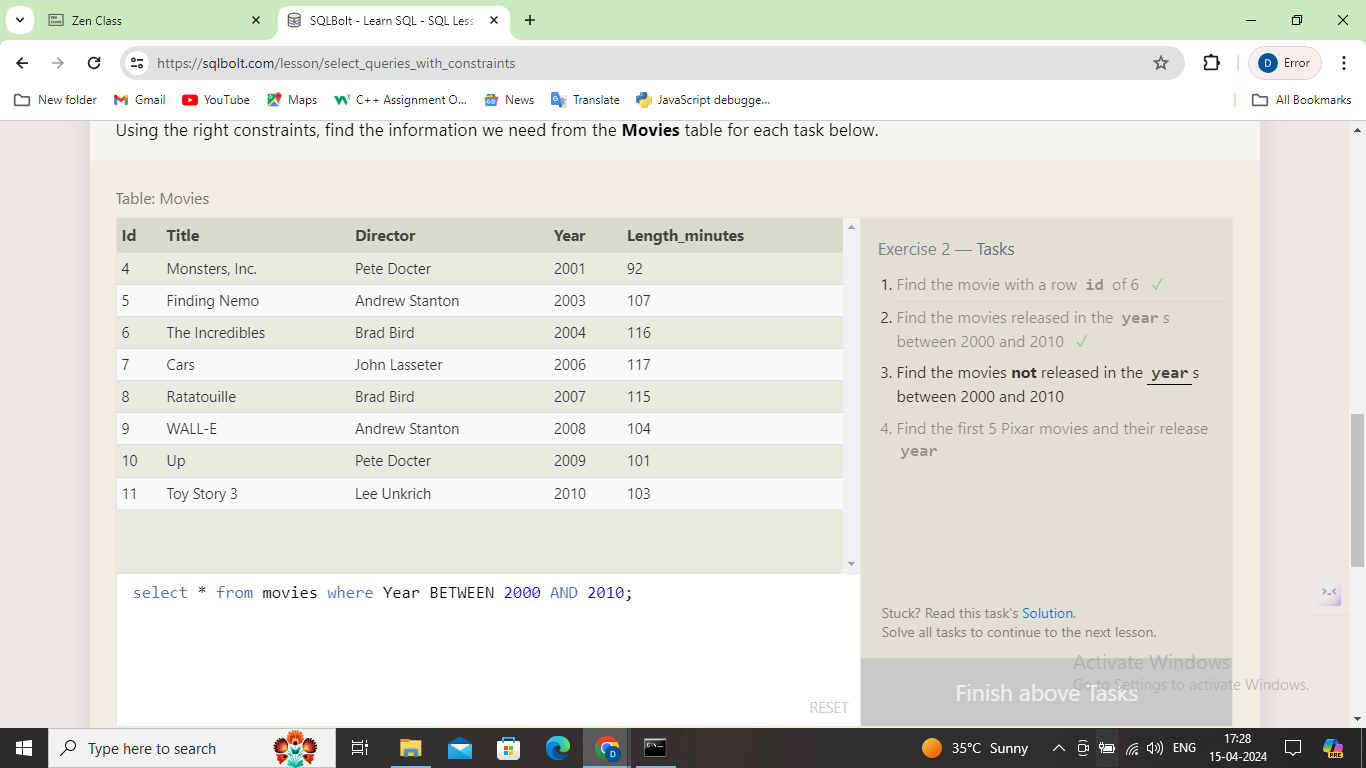 Zen Class
SQLBolt - Learn SQL - SQL Less
https://sqlbolt.com/lesson/select_queries_with_constraints
D Error
New folder Gmail YouTube Maps C++ Assignment O... News Translate JavaScript debugge... All Bookmarks
Using the right constraints, find the information we need from the Movies table for each task below.
Table: Movies
Id Title Director Year Length_minutes
4 Monsters, Inc. Pete Docter 2001 92
5 Finding Nemo Andrew Stanton 2003 107
6 The Incredibles Brad Bird 2004 116
7 Cars John Lasseter 2006 117
8 Ratatouille Brad Bird 2007 115
9 WALL-E Andrew Stanton 2008 104
10 Up Pete Docter 2009 101
11 Toy Story 3 Lee Unkrich 2010 103
select * from movies where Year BETWEEN 2000 AND 2010;
RESET
Exercise 2 — Tasks
1. Find the movie with a row id of 6 ✓
2. Find the movies released in the year s
between 2000 and 2010 ✓
3. Find the movies not released in the year s
between 2000 and 2010
4. Find the first 5 Pixar movies and their release
year
Stuck? Read this task's Solution.
Solve all tasks to continue to the next lesson.
Finish above Tasks
Activate Windows
Go to Settings to activate Windows.
Type here to search
35°C Sunny
ENG
17:28
15-04-2024
PRE